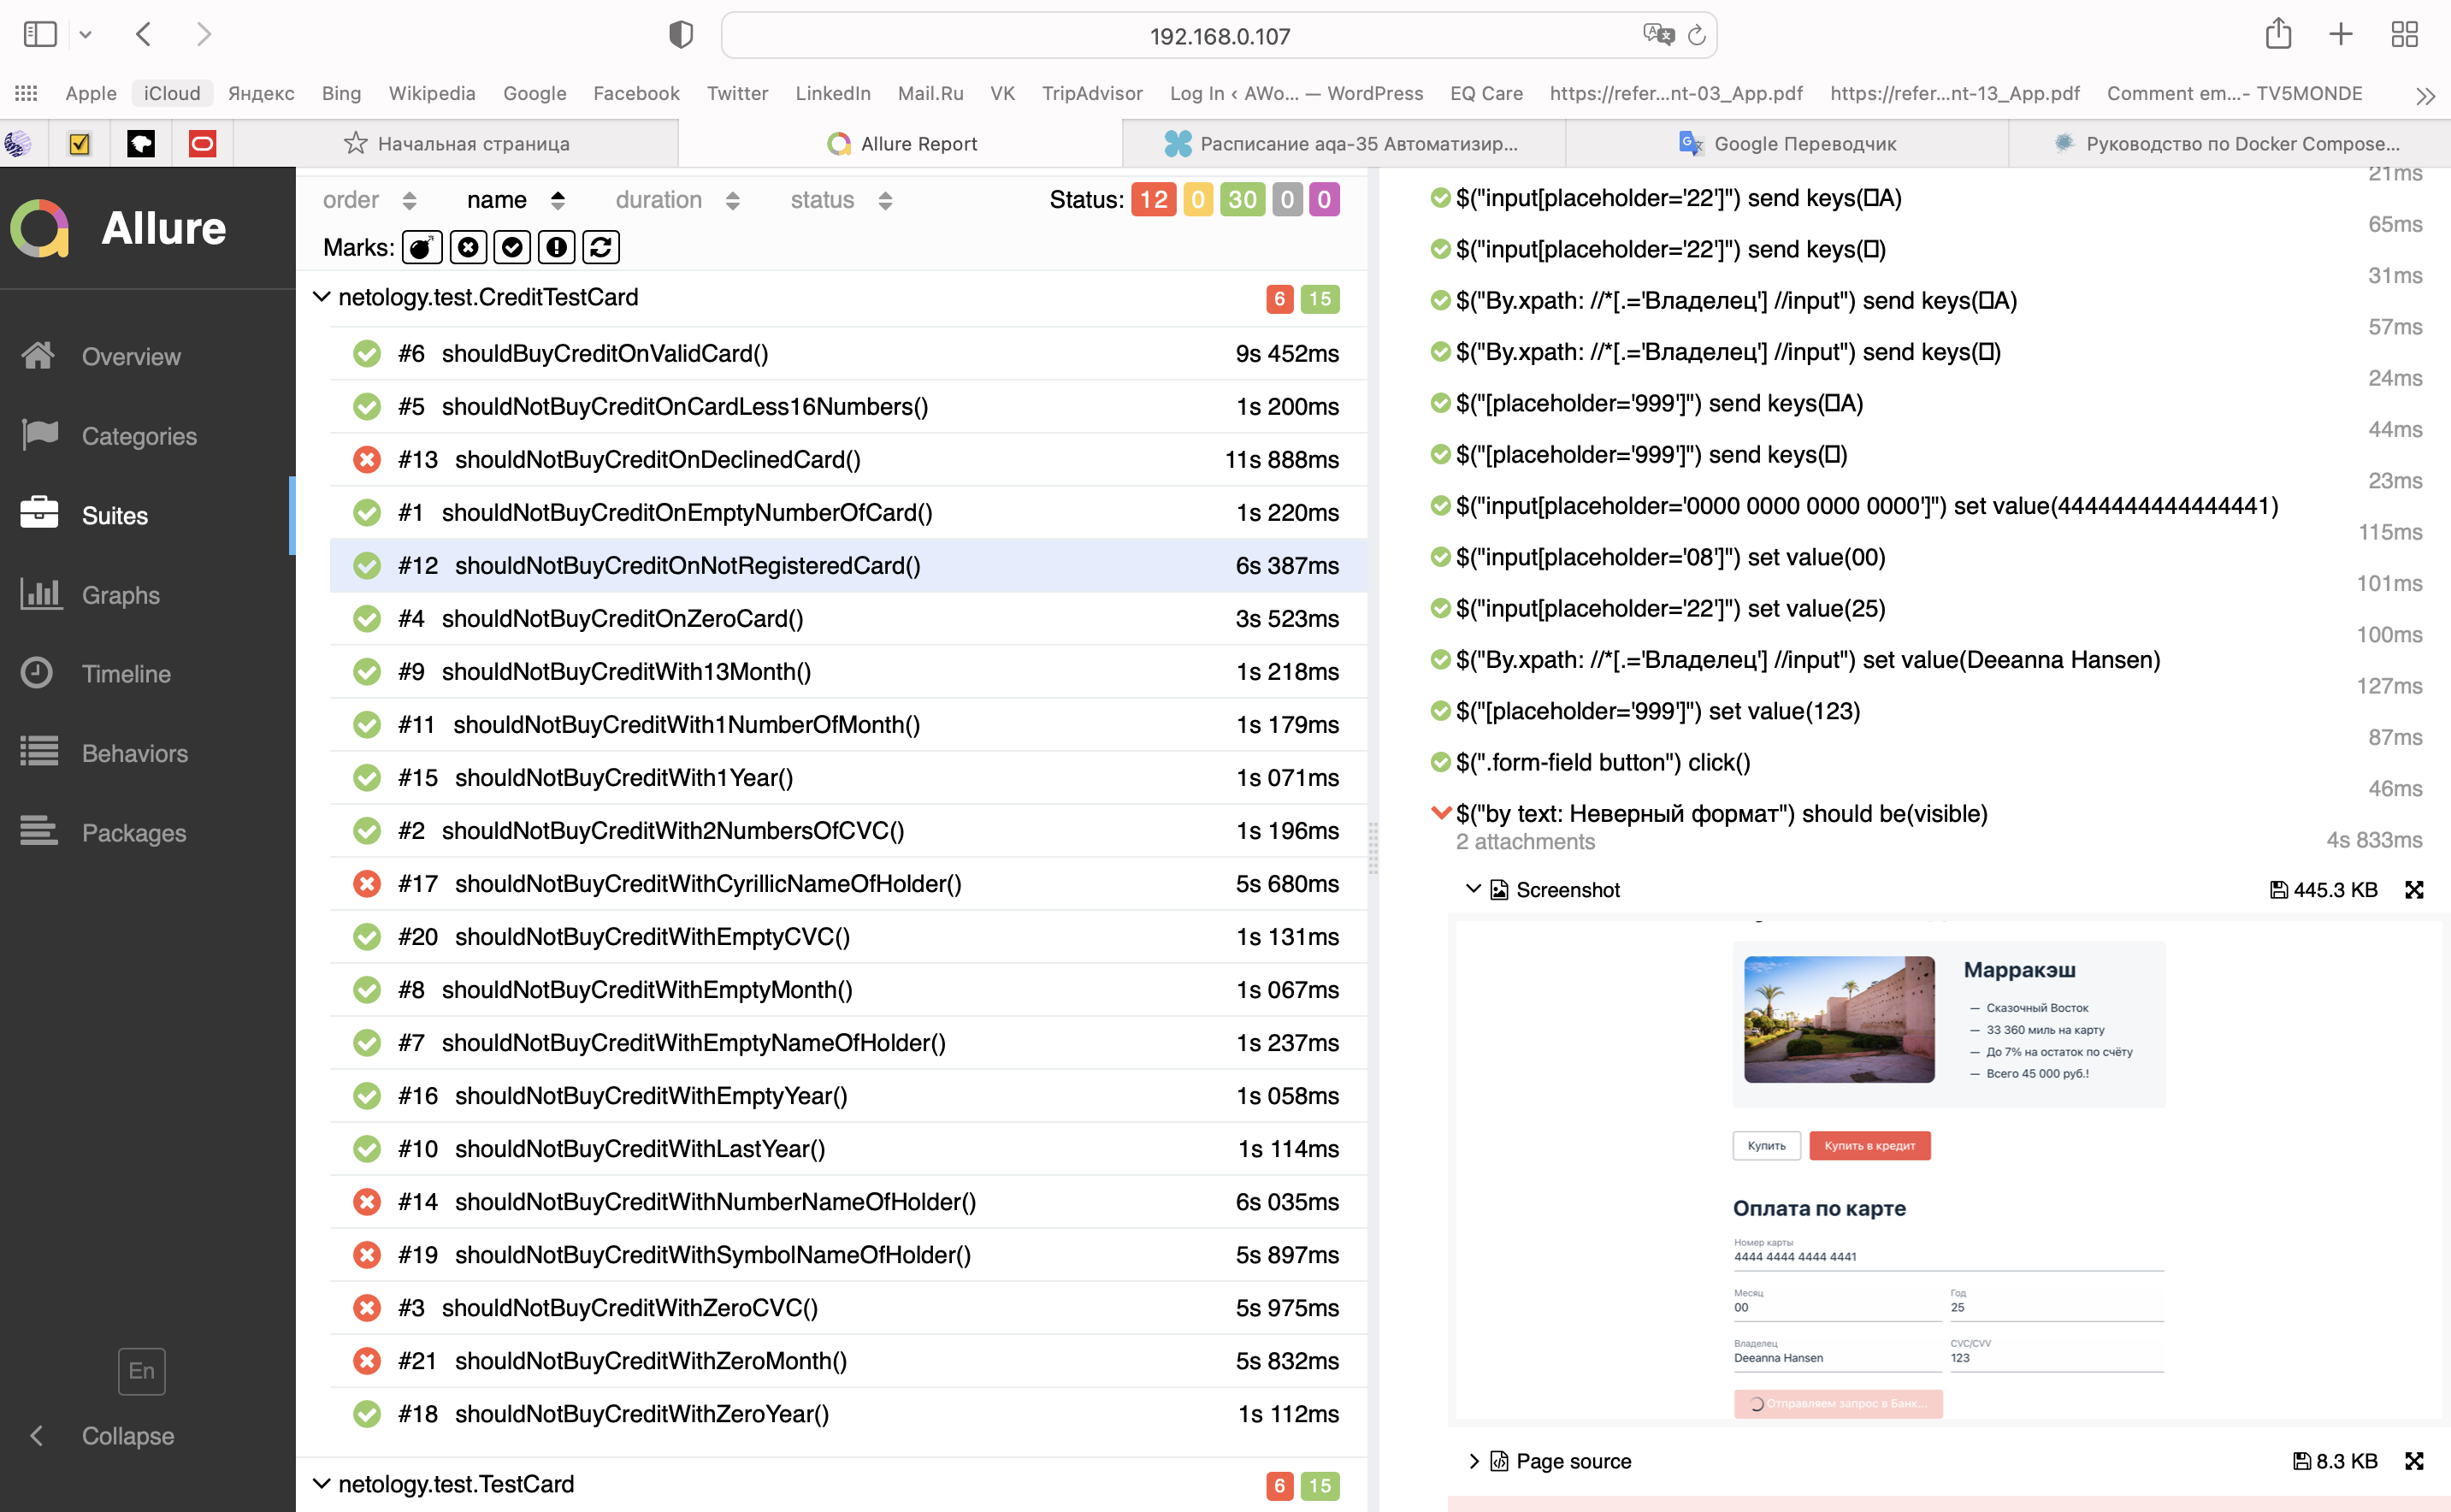 192.168.0.107
Apple iCloud Яндекс Bing Wikipedia Google Facebook Twitter LinkedIn Mail.Ru VK TripAdvisor Log In ‹ AWo... — WordPress EQ Care https://refer...nt-03_App.pdf https://refer...nt-13_App.pdf Comment em...- TV5MONDE
Начальная страница Allure Report Расписание aqa-35 Автоматизир... Google Переводчик Руководство по Docker Compose...
Allure
Overview
Categories
Suites
Graphs
Timeline
Behaviors
Packages
En
Collapse
order name duration status Status: 12 0 30 0 0
Marks:
netology.test.CreditTestCard 6 15
#6 shouldBuyCreditOnValidCard() 9s 452ms
#5 shouldNotBuyCreditOnCardLess16Numbers() 1s 200ms
#13 shouldNotBuyCreditOnDeclinedCard() 11s 888ms
#1 shouldNotBuyCreditOnEmptyNumberOfCard() 1s 220ms
#12 shouldNotBuyCreditOnNotRegisteredCard() 6s 387ms
#4 shouldNotBuyCreditOnZeroCard() 3s 523ms
#9 shouldNotBuyCreditWith13Month() 1s 218ms
#11 shouldNotBuyCreditWith1NumberOfMonth() 1s 179ms
#15 shouldNotBuyCreditWith1Year() 1s 071ms
#2 shouldNotBuyCreditWith2NumbersOfCVC() 1s 196ms
#17 shouldNotBuyCreditWithCyrillicNameOfHolder() 5s 680ms
#20 shouldNotBuyCreditWithEmptyCVC() 1s 131ms
#8 shouldNotBuyCreditWithEmptyMonth() 1s 067ms
#7 shouldNotBuyCreditWithEmptyNameOfHolder() 1s 237ms
#16 shouldNotBuyCreditWithEmptyYear() 1s 058ms
#10 shouldNotBuyCreditWithLastYear() 1s 114ms
#14 shouldNotBuyCreditWithNumberNameOfHolder() 6s 035ms
#19 shouldNotBuyCreditWithSymbolNameOfHolder() 5s 897ms
#3 shouldNotBuyCreditWithZeroCVC() 5s 975ms
#21 shouldNotBuyCreditWithZeroMonth() 5s 832ms
#18 shouldNotBuyCreditWithZeroYear() 1s 112ms
netology.test.TestCard 6 15
21ms
$("input[placeholder='22']") send keys(□A)
65ms
$("input[placeholder='22']") send keys(□)
31ms
$("By.xpath: //*[.='Владелец'] //input") send keys(□A)
57ms
$("By.xpath: //*[.='Владелец'] //input") send keys(□)
24ms
$("[placeholder='999']") send keys(□A)
44ms
$("[placeholder='999']") send keys(□)
23ms
$("input[placeholder='0000 0000 0000 0000']") set value(4444444444444441)
115ms
$("input[placeholder='08']") set value(00)
101ms
$("input[placeholder='22']") set value(25)
100ms
$("By.xpath: //*[.='Владелец'] //input") set value(Deeanna Hansen)
127ms
$("[placeholder='999']") set value(123)
87ms
$(".form-field button") click()
46ms
$("by text: Неверный формат") should be(visible)
2 attachments 4s 833ms
Screenshot 445.3 KB
Марракэш
— Сказочный Восток
— 33 360 миль на карту
— До 7% на остаток по счёту
— Всего 45 000 руб.!
Купить Купить в кредит
Оплата по карте
Номер карты
4444 4444 4444 4441
Месяц Год
00 25
Владелец CVC/CVV
Deeanna Hansen 123
Отправляем запрос в Банк...
Page source 8.3 KB